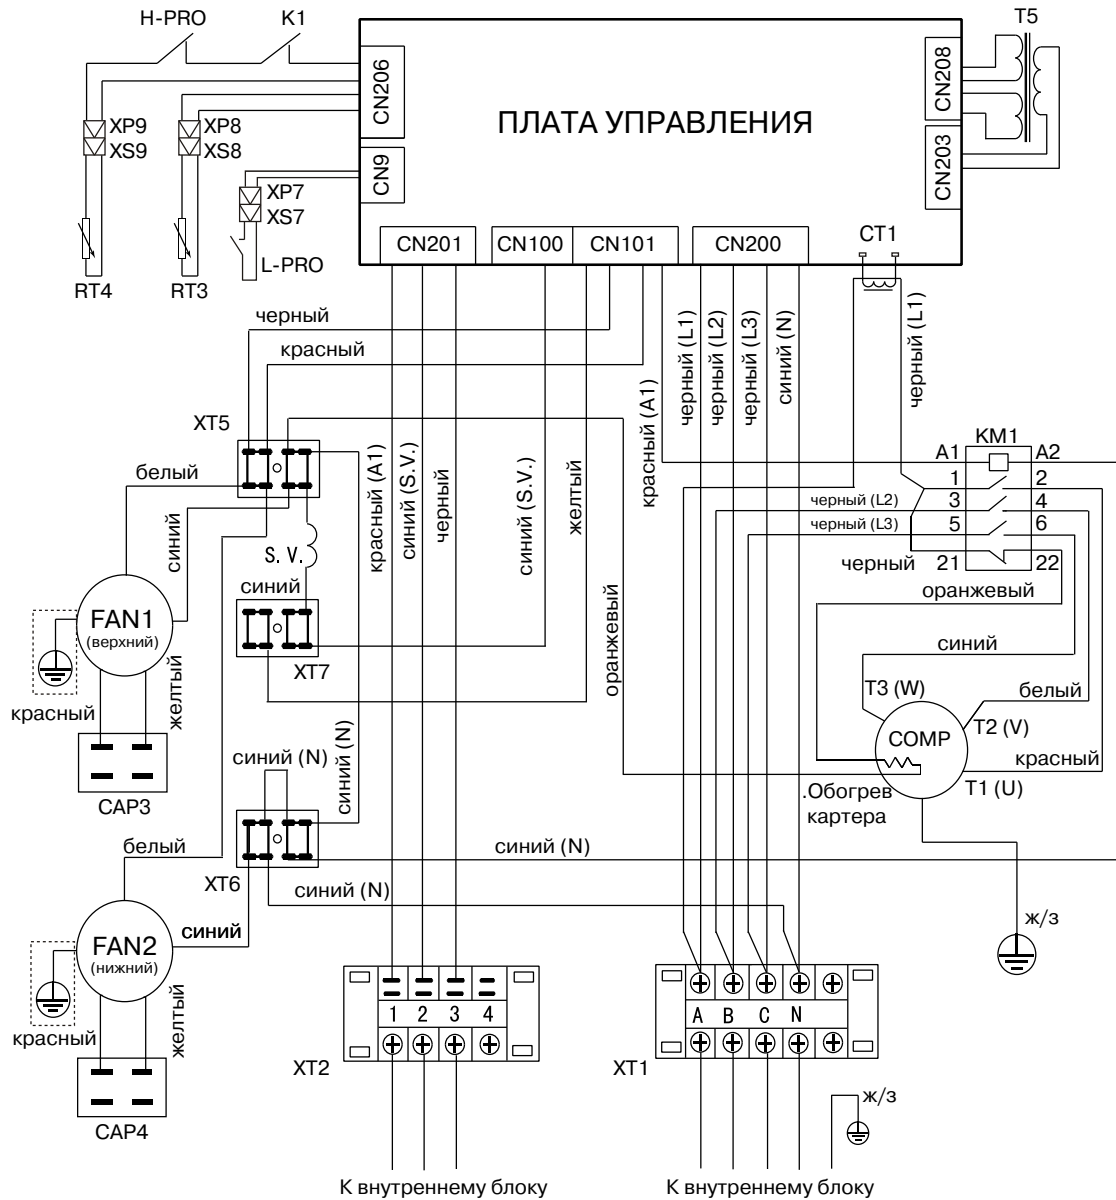 H-PRO
K1
T5
CN206
CN208
ПЛАТА УПРАВЛЕНИЯ
XP9
XS9
XP8
XS8
CN9
CN203
XP7
XS7
CN201
CN100
CN101
CN200
CT1
L-PRO
RT4
RT3
черный
красный
черный (L1)
черный (L2)
черный (L3)
синий (N)
черный (L1)
XT5
белый
синий
красный (A1)
синий (S.V.)
черный
синий (S.V.)
желтый
красный (A1)
A1
KM1
A2
1
2
черный (L2)
3
4
черный (L3)
5
6
черный
21
22
S. V.
синий
оранжевый
FAN1
(верхний)
XT7
оранжевый
синий
T3 (W)
белый
красный
желтый
T2 (V)
COMP
красный
T1 (U)
синий (N)
синий (N)
CAP3
.Обогрев
картера
белый
синий (N)
XT6
синий (N)
FAN2
(нижний)
синий
ж/з
красный
желтый
1 2 3 4
A B C N
XT2
XT1
ж/з
CAP4
К внутреннему блоку
К внутреннему блоку